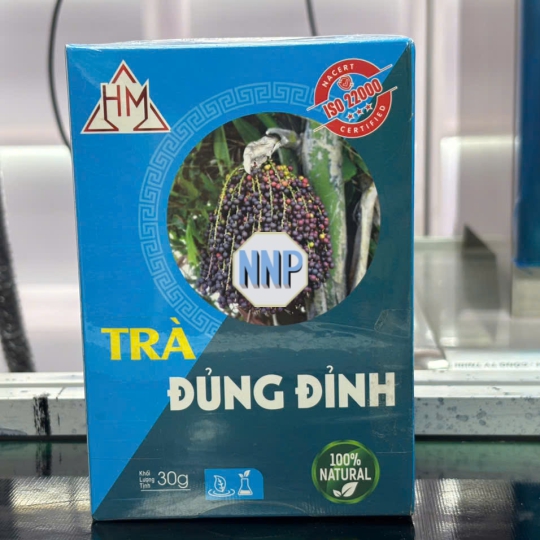 HM
NACERT
ISO 22000
CERTIFIED
NNP
TRÀ
ĐỦNG ĐỈNH
Khối
Lượng
Tịnh
30g
100%
NATURAL